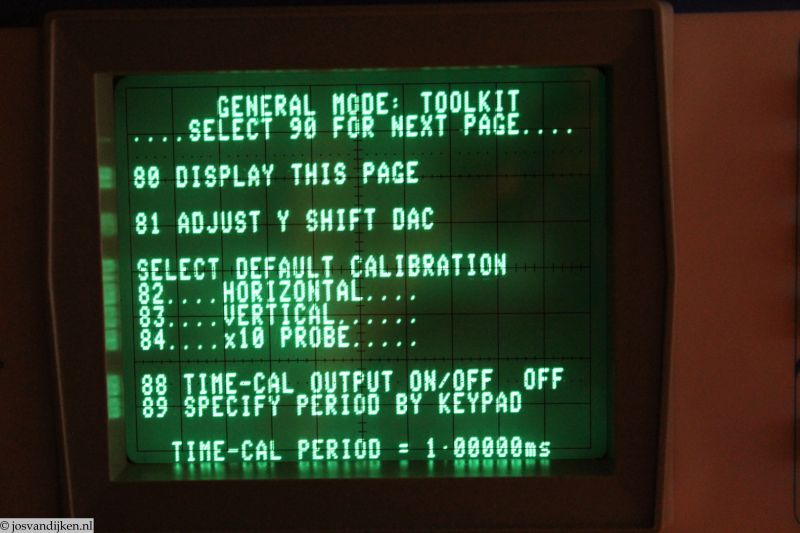 GENERAL MODE: TOOLKIT
....SELECT 90 FOR NEXT PAGE....
80 DISPLAY THIS PAGE
81 ADJUST Y SHIFT DAC
SELECT DEFAULT CALIBRATION
82....HORIZONTAL....
83....VERTICAL......
84....x10 PROBE.....
88 TIME-CAL OUTPUT ON/OFF  OFF
89 SPECIFY PERIOD BY KEYPAD
TIME-CAL PERIOD = 1·00000ms
© josvandijken.nl